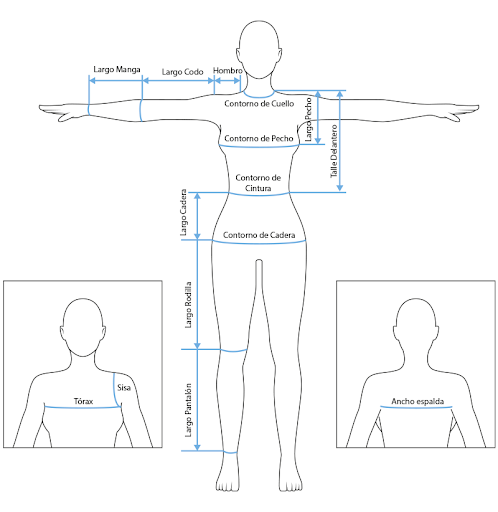 Largo Manga
Largo Codo
Hombro
Contorno de Cuello
Largo Pecho
Talle Delantero
Contorno de Pecho
Contorno de
Cintura
Largo Cadera
Contorno de Cadera
Largo Rodilla
Largo Pantalón
Sisa
Tórax
Ancho espalda